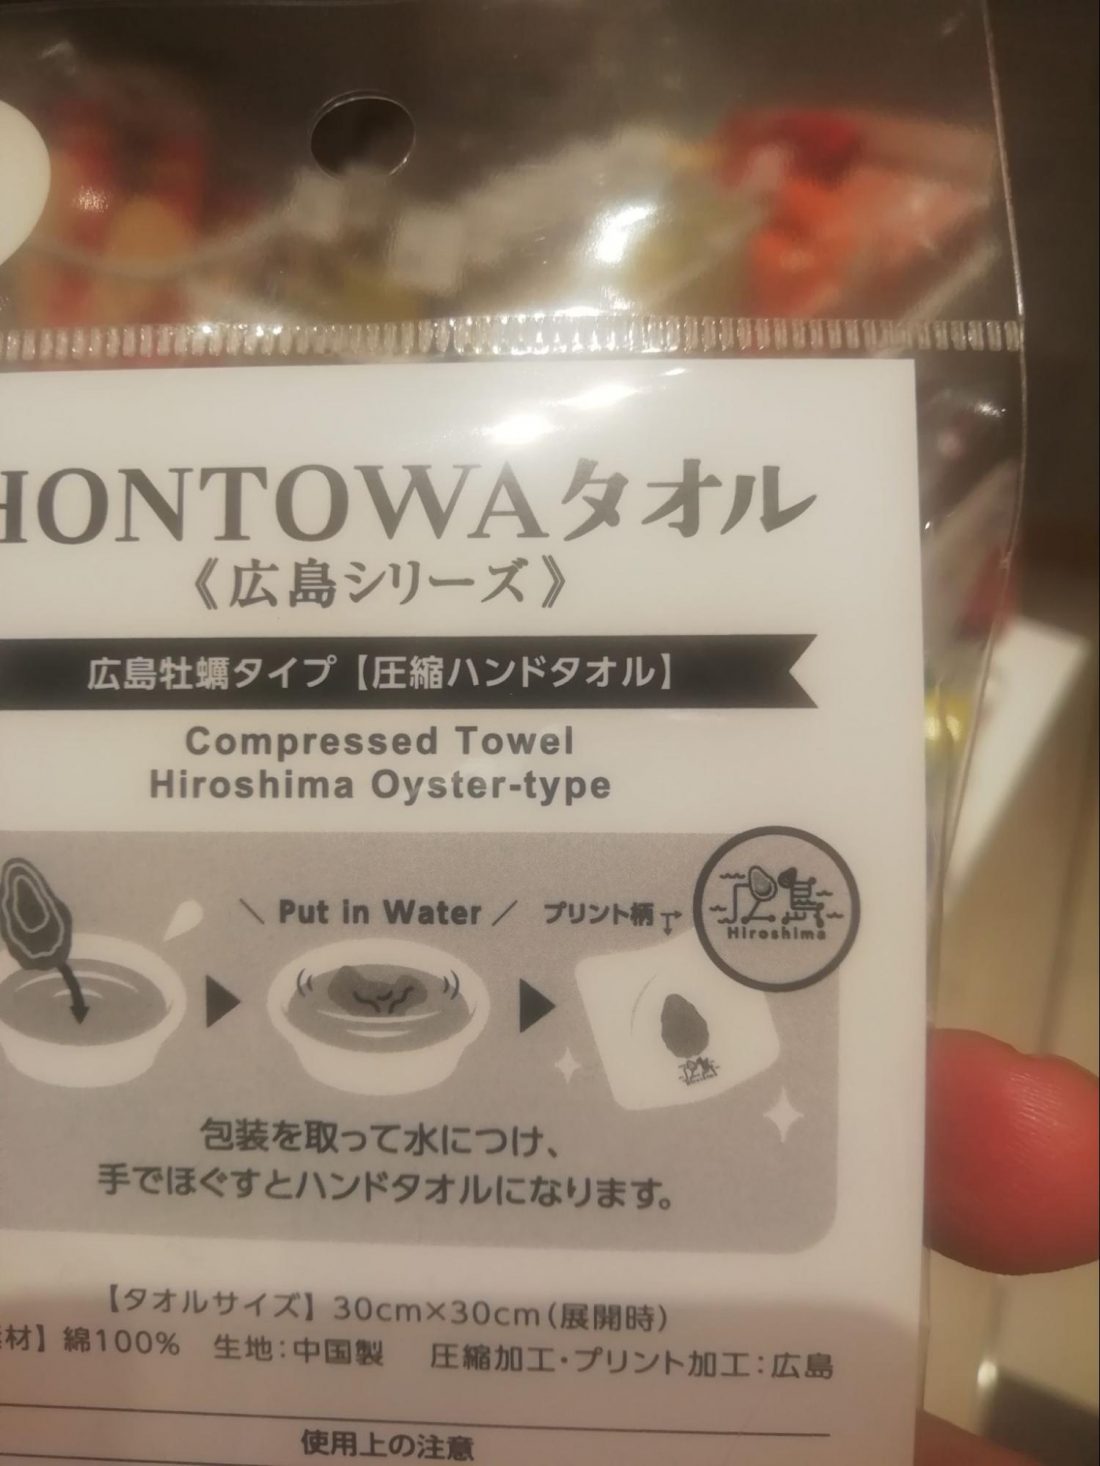 HONTOWAタオル
《広島シリーズ》
広島牡蠣タイプ【圧縮ハンドタオル】
Compressed Towel
Hiroshima Oyster-type
\ Put in Water /
プリント柄
広島
Hiroshima
包装を取って水につけ、
手でほぐすとハンドタオルになります。
【タオルサイズ】30cm×30cm(展開時)
材】綿100% 生地:中国製 圧縮加工・プリント加工:広島
使用上の注意